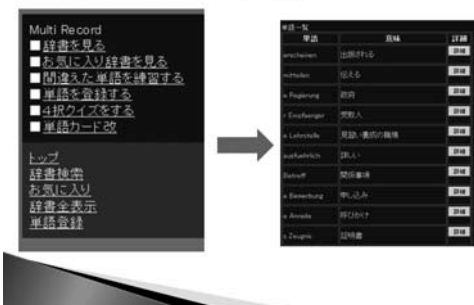 Multi Record
■辞書を見る
■お気に入り辞書を見る
■間違えた単語を練習する
■単語を登録する
■4択クイズをする
■単語カード改
トップ
辞書検索
お気に入り
辞書全表示
単語登録
単語一覧
単語 意味 詳細
erscheinen 出版される 詳細
mitteilen 伝える 詳細
e Regierung 政府 詳細
r Empfaenger 受取人 詳細
e Lehrstelle 見習い業務の職場 詳細
ausfuehrlich 詳しい 詳細
Betreff 関係事項 詳細
e Bewerbung 申し込み 詳細
e Anrede 呼びかけ 詳細
s Zeugnis 証明書 詳細